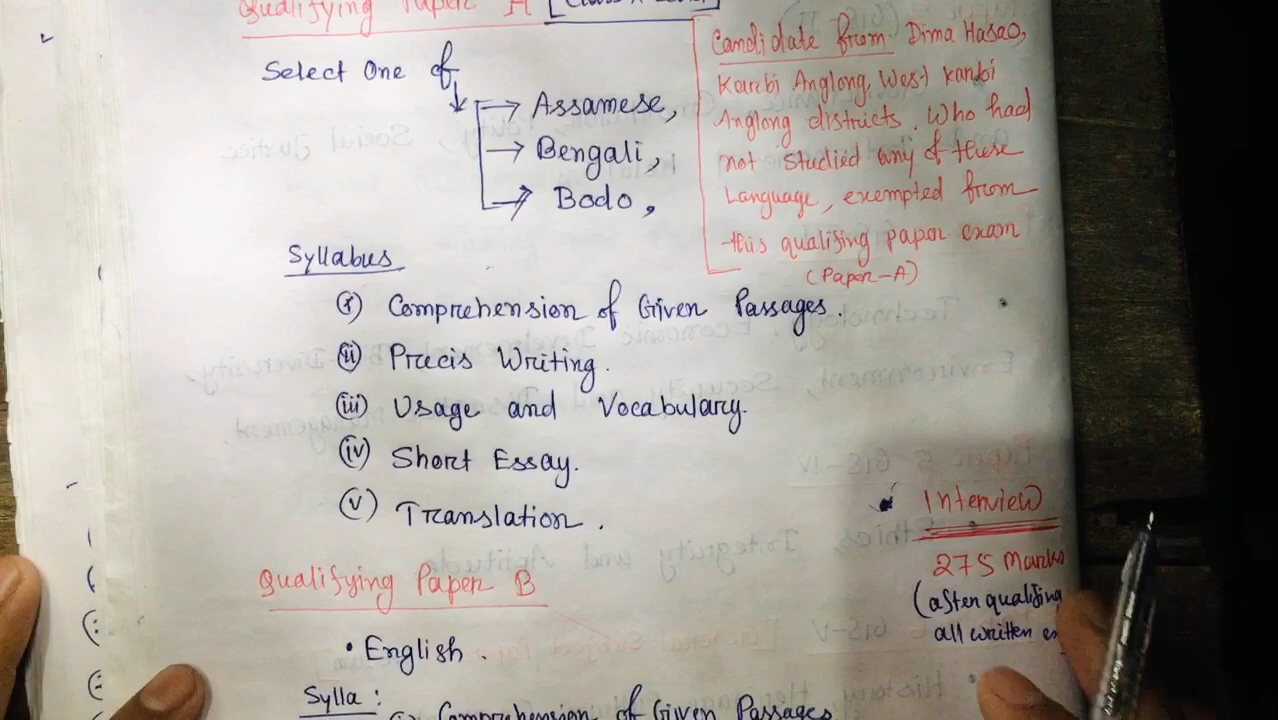 Qualifying Paper A
Select One of
Assamese,
Bengali,
Bodo,
Candidate from Dima Hasao,
Karbi Anglong, West Karbi
Anglong districts. Who had
not studied any of these
Language, exempted from
this qualifing paper exam
(Paper-A)
Syllabus
(i) Comprehension of Given Passages.
(ii) Precis Writing.
(iii) Usage and Vocabulary.
(iv) Short Essay.
(v) Translation.
Interview
275 Marks
(after qualifing
all written
Qualifying Paper B
• English.
Sylla:
(i) Comprehension of Given Passages